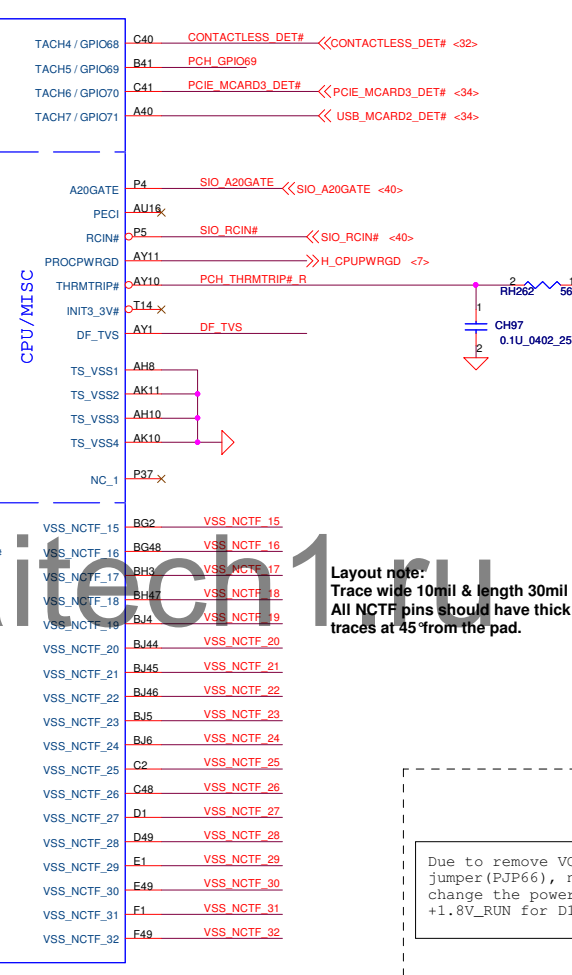 TACH4 / GPIO68 C40 CONTACTLESS_DET# CONTACTLESS_DET# <32>
TACH5 / GPIO69 B41 PCH_GPIO69
TACH6 / GPIO70 C41 PCIE_MCARD3_DET# PCIE_MCARD3_DET# <34>
TACH7 / GPIO71 A40 USB_MCARD2_DET# <34>
CPU/MISC
A20GATE P4 SIO_A20GATE SIO_A20GATE <40>
PECI AU16
RCIN# P5 SIO_RCIN# SIO_RCIN# <40>
PROCPWRGD AY11 H_CPUPWRGD <7>
THRMTRIP# AY10 PCH_THRMTRIP#_R 2 1
RH262 56
INIT3_3V# T14
1
CH97
0.1U_0402_25
2
DF_TVS AY1 DF_TVS
TS_VSS1 AH8
TS_VSS2 AK11
TS_VSS3 AH10
TS_VSS4 AK10
NC_1 P37
VSS_NCTF_15 BG2 VSS_NCTF_15
VSS_NCTF_16 BG48 VSS_NCTF_16
VSS_NCTF_17 BH3 VSS_NCTF_17
VSS_NCTF_18 BH47 VSS_NCTF_18
VSS_NCTF_19 BJ4 VSS_NCTF_19
VSS_NCTF_20 BJ44 VSS_NCTF_20
VSS_NCTF_21 BJ45 VSS_NCTF_21
VSS_NCTF_22 BJ46 VSS_NCTF_22
VSS_NCTF_23 BJ5 VSS_NCTF_23
VSS_NCTF_24 BJ6 VSS_NCTF_24
VSS_NCTF_25 C2 VSS_NCTF_25
VSS_NCTF_26 C48 VSS_NCTF_26
VSS_NCTF_27 D1 VSS_NCTF_27
VSS_NCTF_28 D49 VSS_NCTF_28
VSS_NCTF_29 E1 VSS_NCTF_29
VSS_NCTF_30 E49 VSS_NCTF_30
VSS_NCTF_31 F1 VSS_NCTF_31
VSS_NCTF_32 F49 VSS_NCTF_32
itech1.ru
Layout note:
Trace wide 10mil & length 30mil
All NCTF pins should have thick
traces at 45°from the pad.
Due to remove
jumper(PJP66),
change the power
+1.8V_RUN for